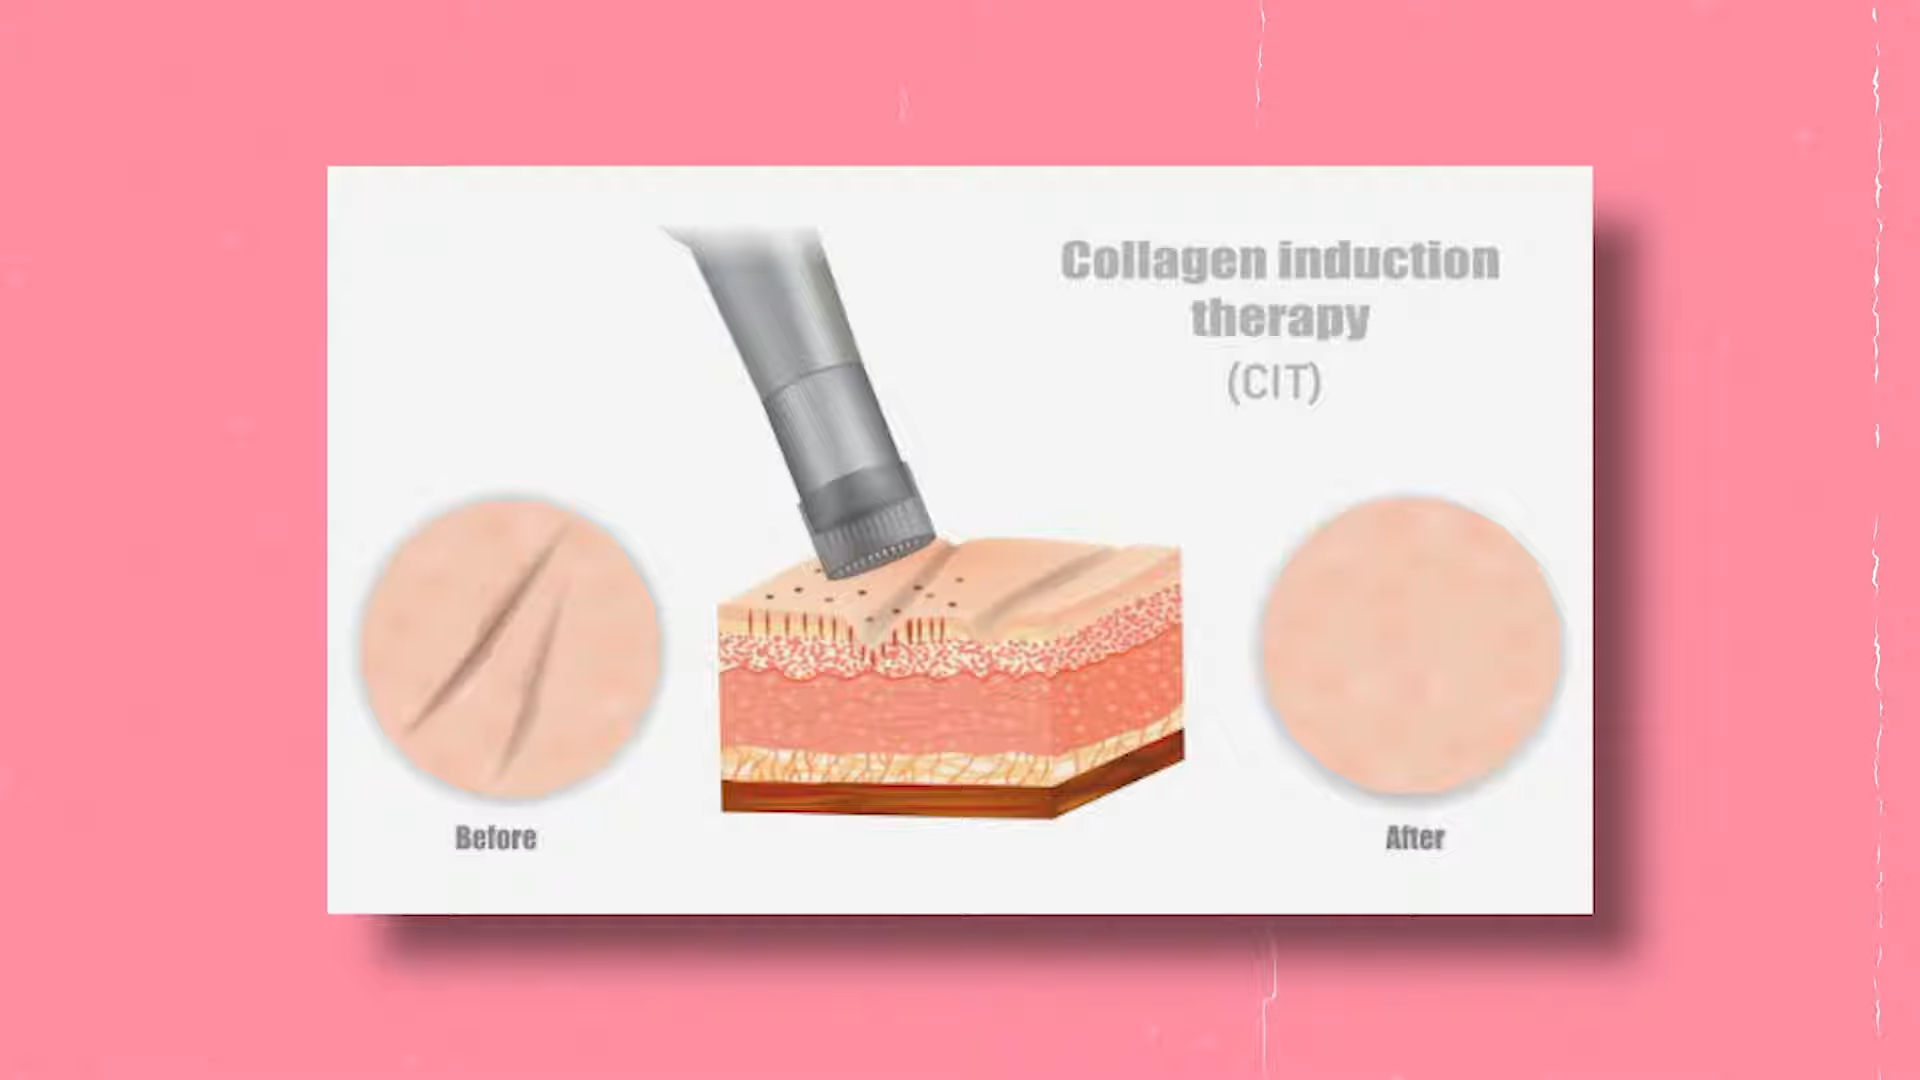 Collagen induction
therapy
(CIT)
Before
After